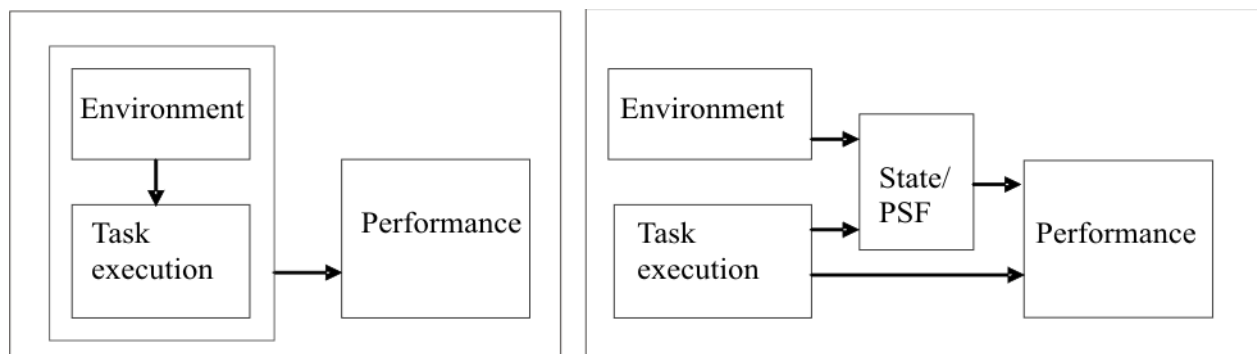 Environment
Task
execution
Performance
Environment
Task
execution
State/
PSF
Performance